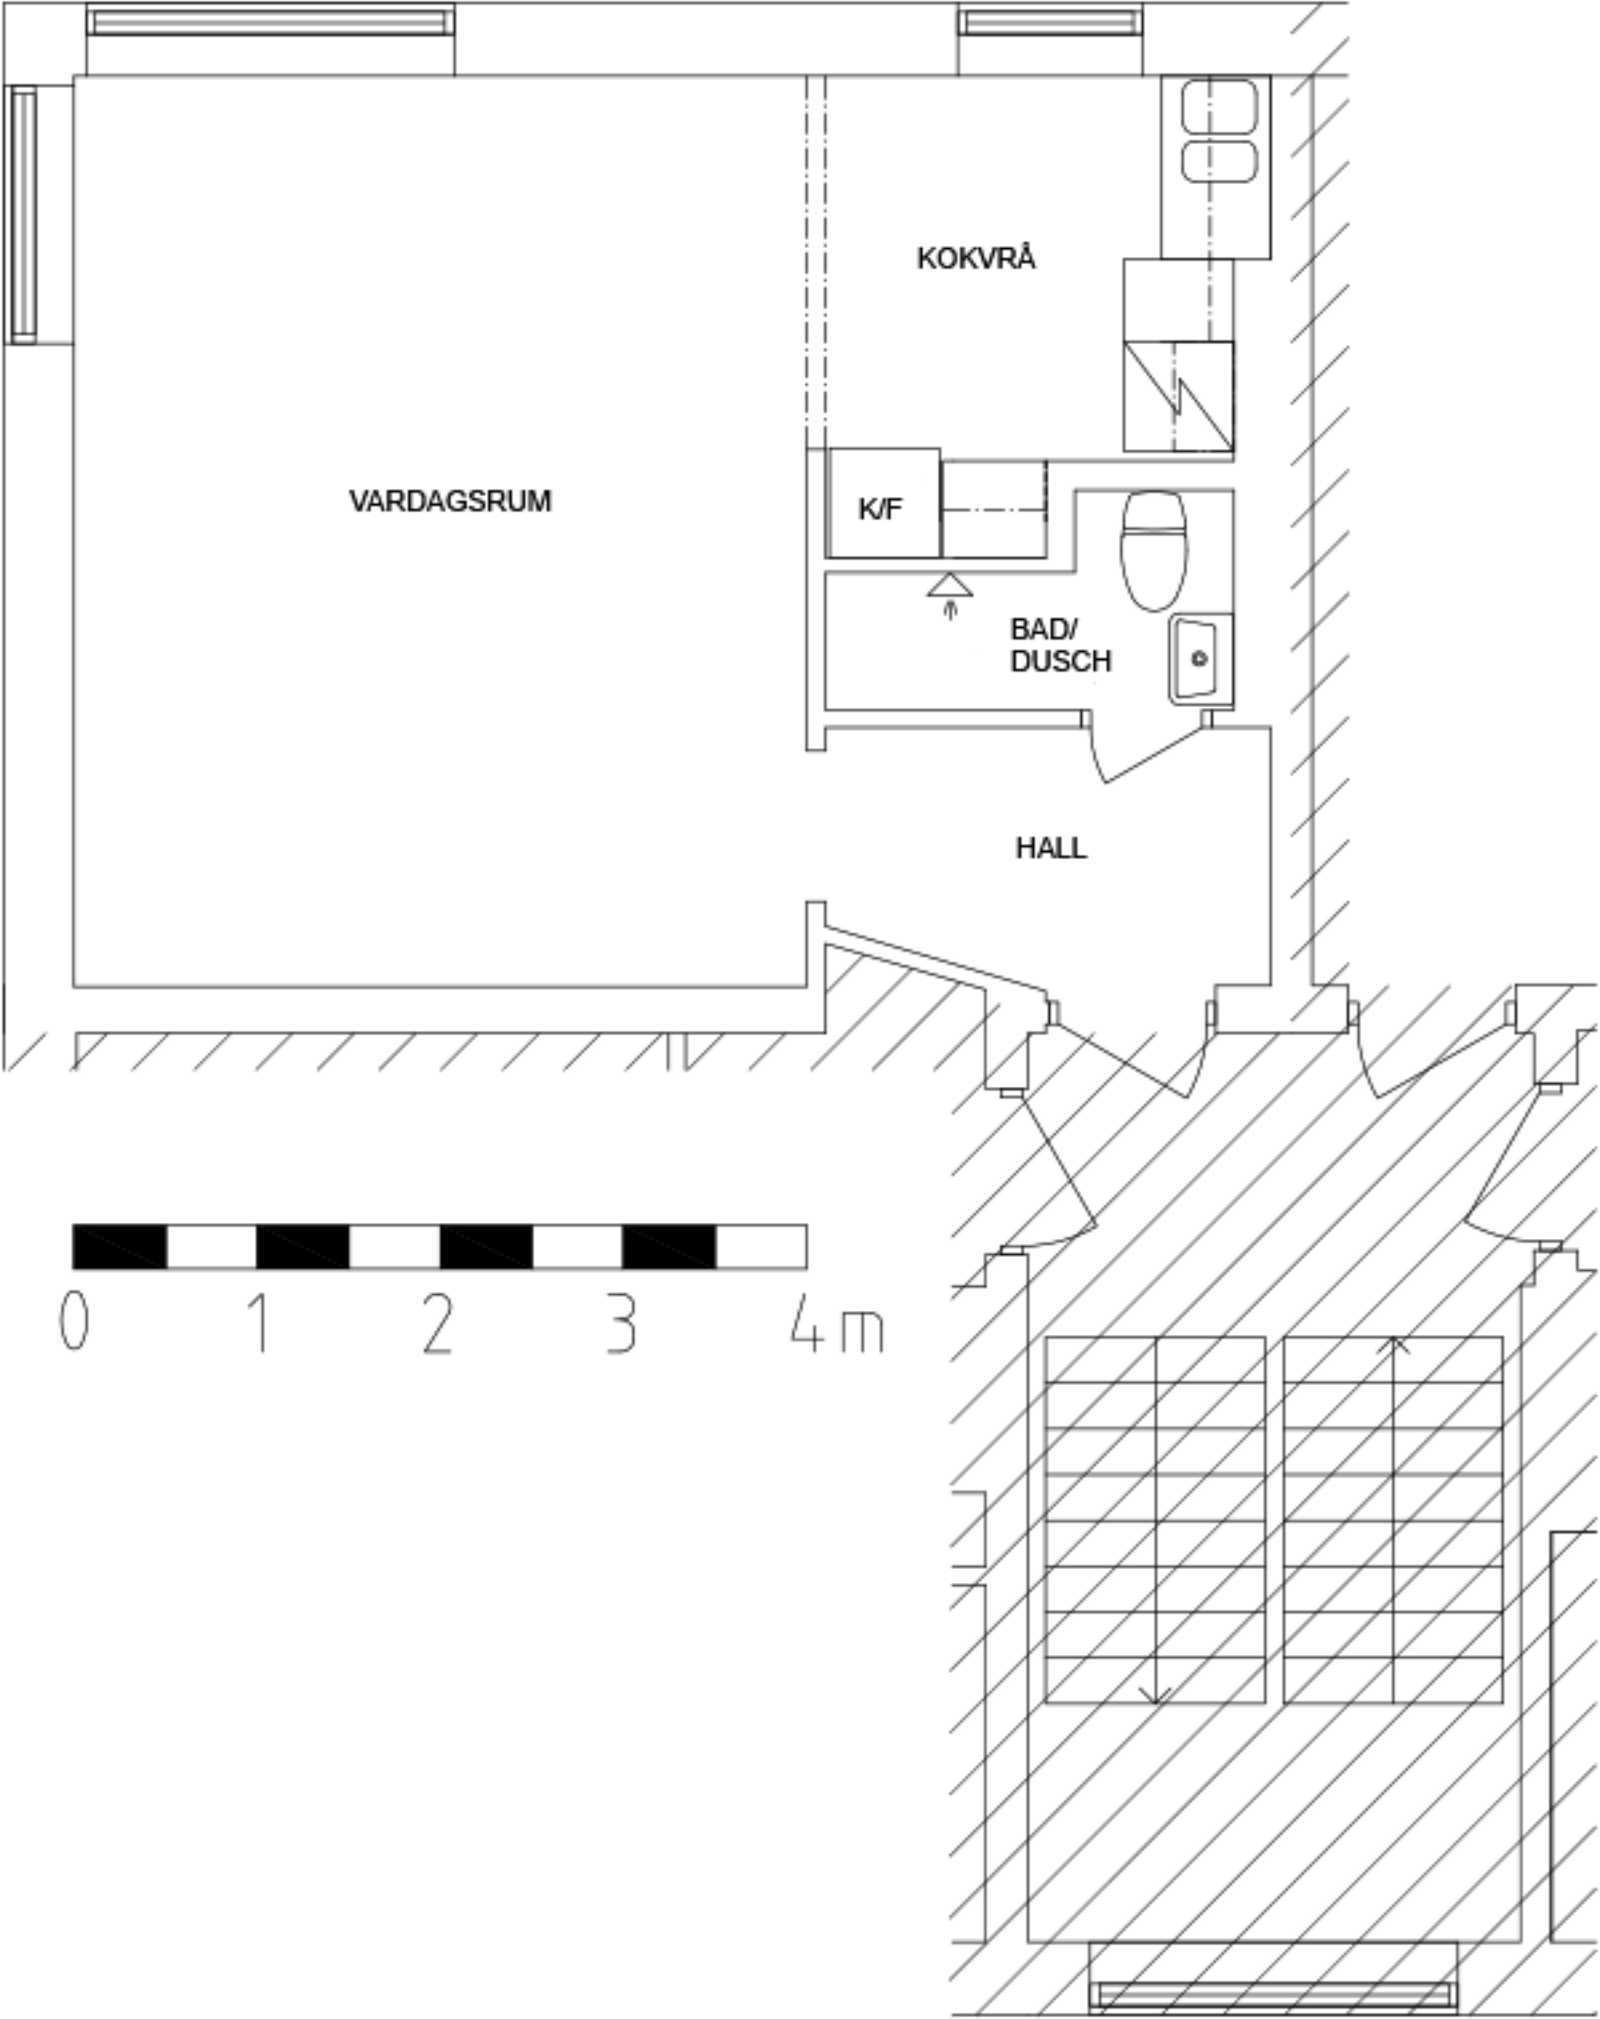 KOKVRÅ
VARDAGSRUM
K/F
BAD/
DUSCH
HALL
0 1 2 3 4m